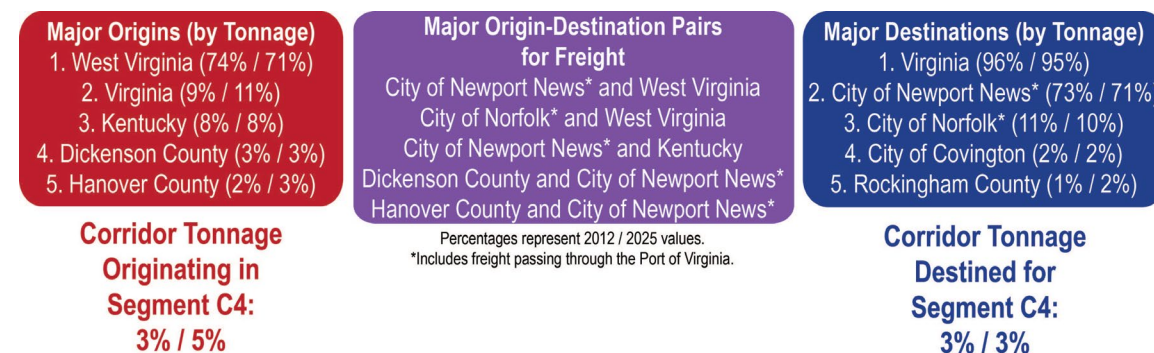 Major Origins (by Tonnage)
1. West Virginia (74% / 71%)
2. Virginia (9% / 11%)
3. Kentucky (8% / 8%)
4. Dickenson County (3% / 3%)
5. Hanover County (2% / 3%)
Corridor Tonnage
Originating in
Segment C4:
3% / 5%
Major Origin-Destination Pairs
for Freight
City of Newport News* and West Virginia
City of Norfolk* and West Virginia
City of Newport News* and Kentucky
Dickenson County and City of Newport News*
Hanover County and City of Newport News*
Percentages represent 2012 / 2025 values.
*Includes freight passing through the Port of Virginia.
Major Destinations (by Tonnage)
1. Virginia (96% / 95%)
2. City of Newport News* (73% / 71%)
3. City of Norfolk* (11% / 10%)
4. City of Covington (2% / 2%)
5. Rockingham County (1% / 2%)
Corridor Tonnage
Destined for
Segment C4:
3% / 3%